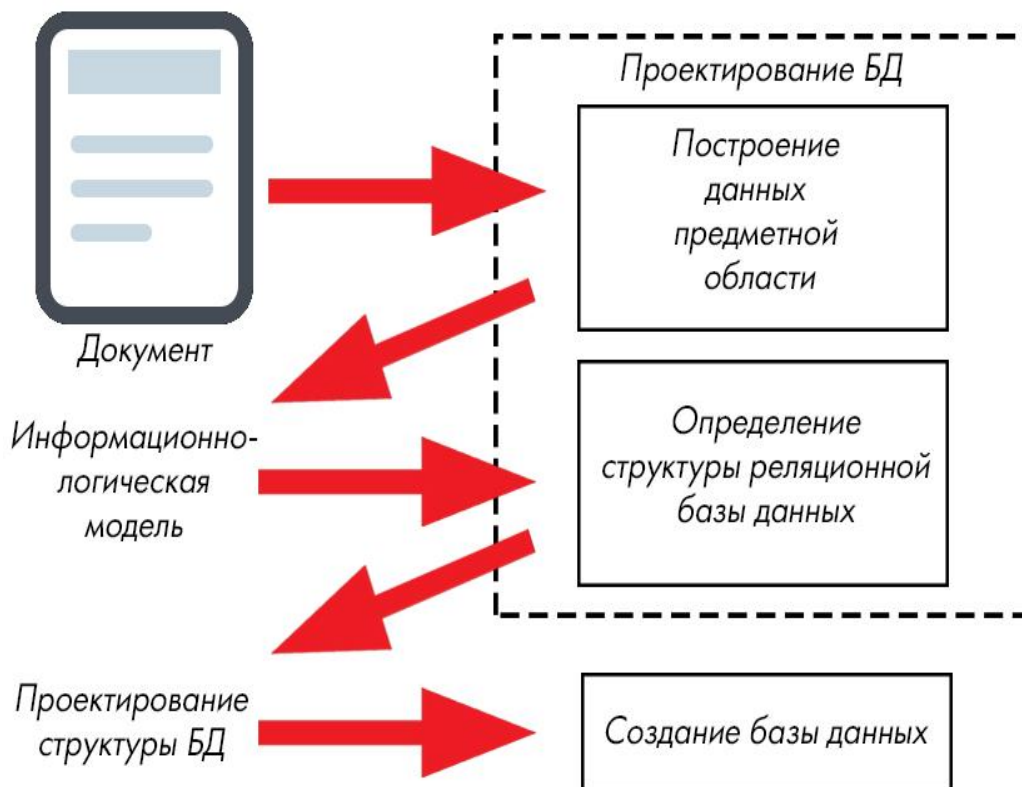 Проектирование БД
Построение
данных
предметной
области
Документ
Информационно-
логическая
модель
Определение
структуры реляционной
базы данных
Проектирование
структуры БД
Создание базы данных